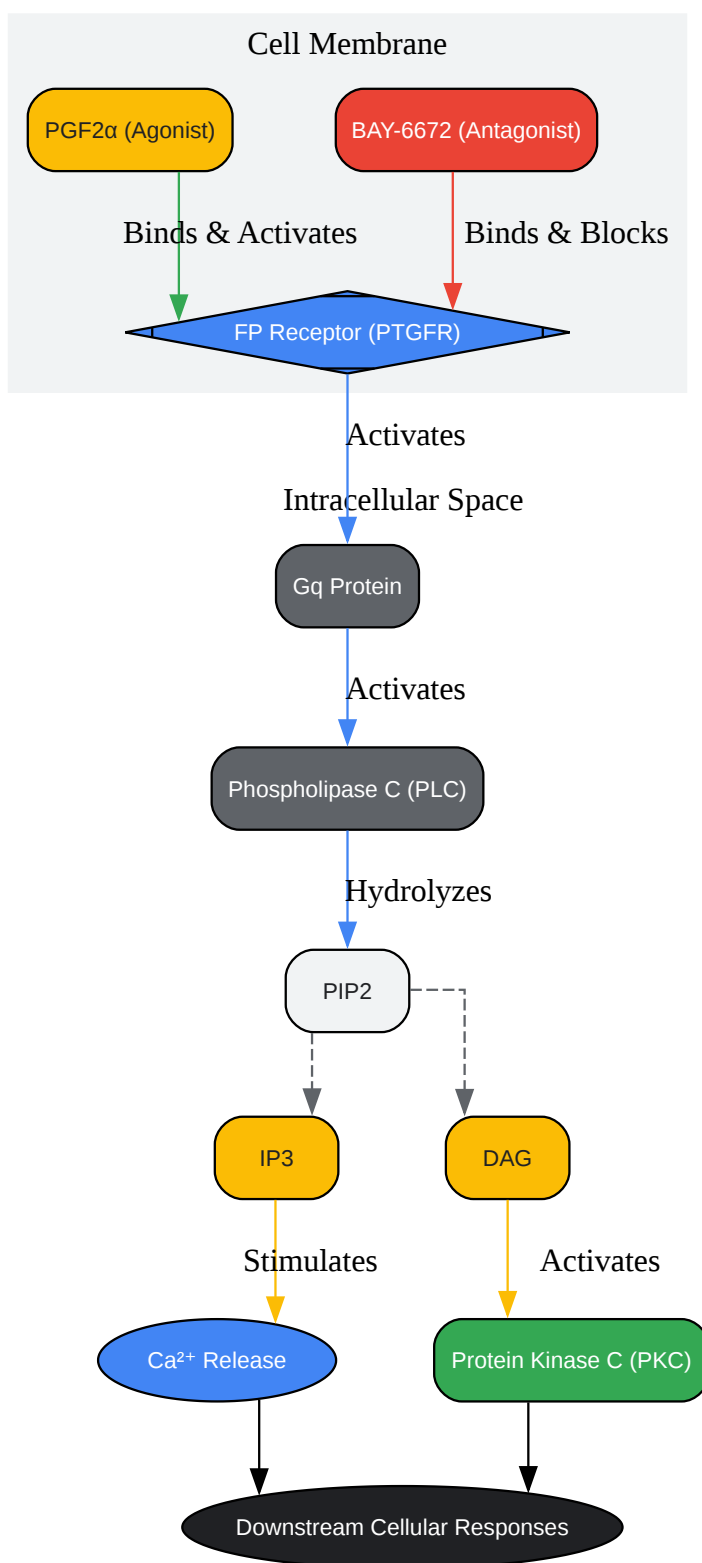 Cell Membrane
PGF2α (Agonist)
BAY-6672 (Antagonist)
Binds & Activates
Binds & Blocks
FP Receptor (PTGFR)
Activates
Intracellular Space
Gq Protein
Activates
Phospholipase C (PLC)
Hydrolyzes
PIP2
IP3
DAG
Stimulates
Activates
Ca²⁺ Release
Protein Kinase C (PKC)
Downstream Cellular Responses